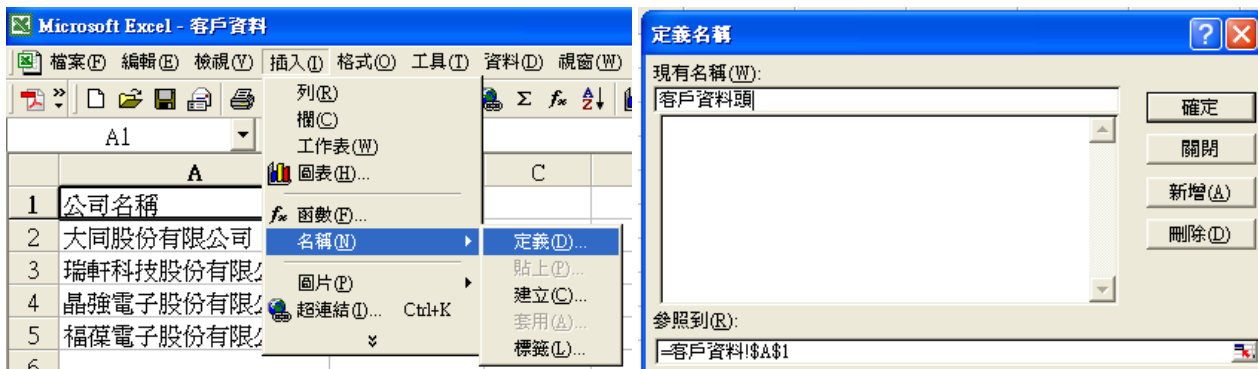 Microsoft Excel - 客戶資料
檔案(F) 編輯(E) 檢視(V) 插入(I) 格式(O) 工具(T) 資料(D) 視窗(W)
A1
列(R)
欄(C)
工作表(W)
圖表(H)...
fx 函數(F)...
名稱(N)
圖片(P)
超連結(I)... Ctrl+K
定義(D)...
貼上(P)...
建立(C)...
套用(A)...
標籤(L)...
Σ fx
A C
1 公司名稱
2 大同股份有限公司
3 瑞軒科技股份有限
4 晶強電子股份有限
5 福葆電子股份有限
6
定義名稱
現有名稱(W):
客戶資料頭
確定
關閉
新增(A)
刪除(D)
參照到(R):
=客戶資料!$A$1